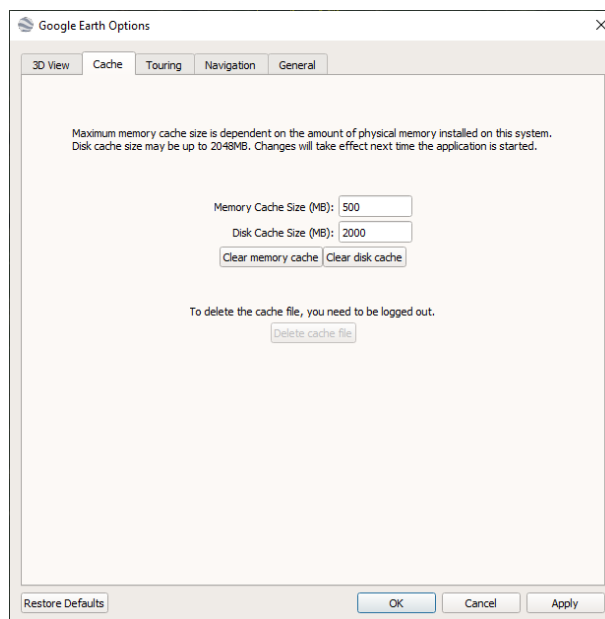 Google Earth Options
3D View Cache Touring Navigation General
Maximum memory cache size is dependent on the amount of physical memory installed on this system.
Disk cache size may be up to 2048MB. Changes will take effect next time the application is started.
Memory Cache Size (MB): 500
Disk Cache Size (MB): 2000
Clear memory cache Clear disk cache
To delete the cache file, you need to be logged out.
Delete cache file
Restore Defaults OK Cancel Apply